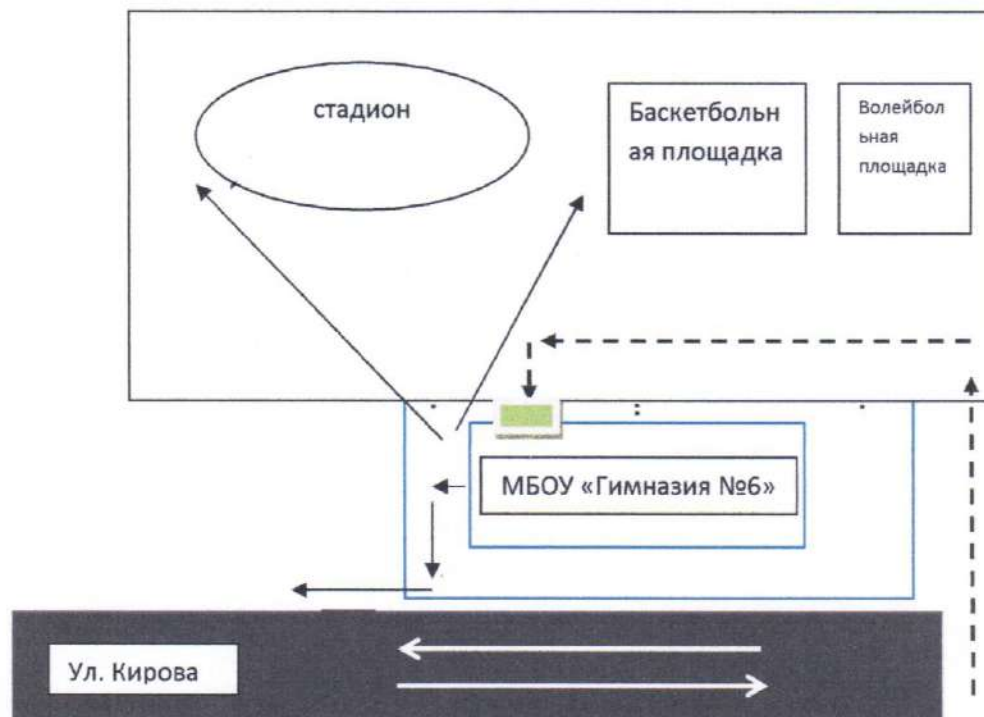 стадион
Баскетбольн
ая площадка
Волейбол
ьная
площадка
МБОУ «Гимназия №6»
Ул. Кирова